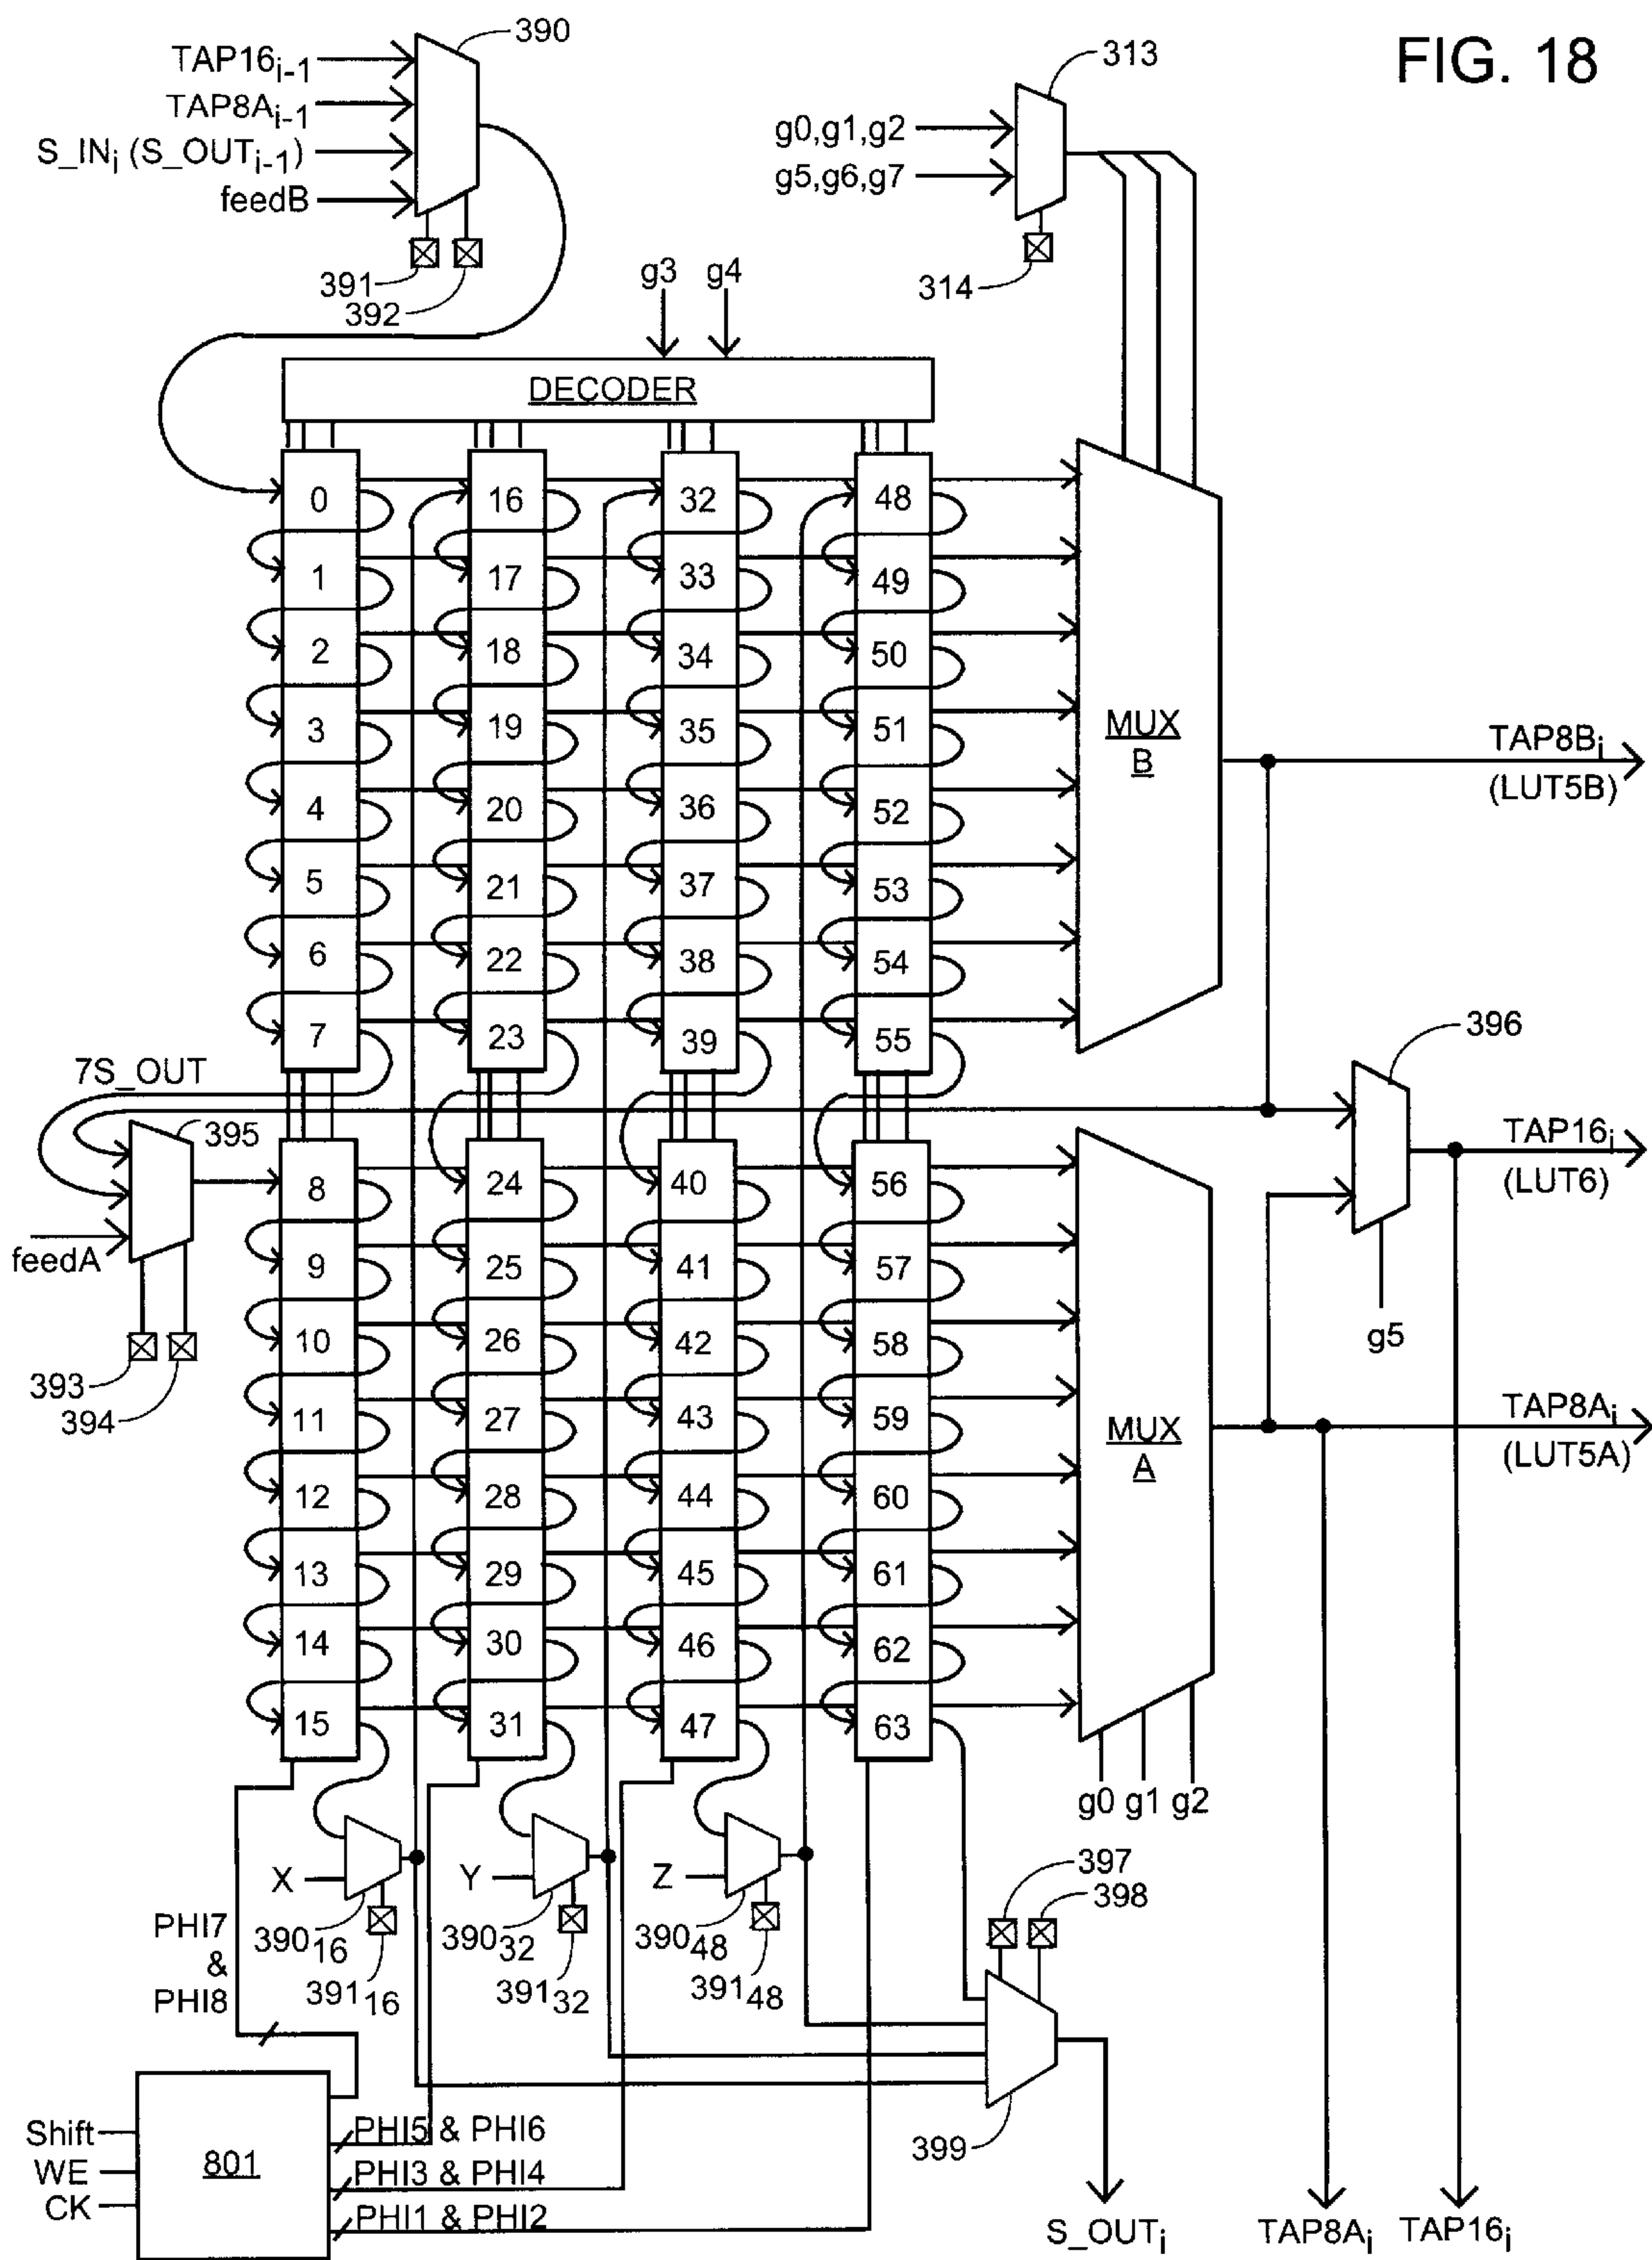 FIG. 18
390
TAP16i-1
TAP8Ai-1
S_INi (S_OUTi-1)
feedB
391
392
313
g0,g1,g2
g5,g6,g7
314
g3 g4
DECODER
0 16 32 48
1 17 33 49
2 18 34 50
3 19 35 51
4 20 36 52
5 21 37 53
6 22 38 54
7 23 39 55
MUX
B
TAP8Bi
(LUT5B)
7S_OUT
395
feedA
393
394
396
TAP16i
(LUT6)
g5
8 24 40 56
9 25 41 57
10 26 42 58
11 27 43 59
12 28 44 60
13 29 45 61
14 30 46 62
15 31 47 63
MUX
A
TAP8Ai
(LUT5A)
g0 g1 g2
X
Y
Z
39016
39116
39032
39132
39048
39148
397
398
399
PHI7
&
PHI8
Shift
WE
CK
801
PHI5 & PHI6
PHI3 & PHI4
PHI1 & PHI2
S_OUTi
TAP8Ai
TAP16i